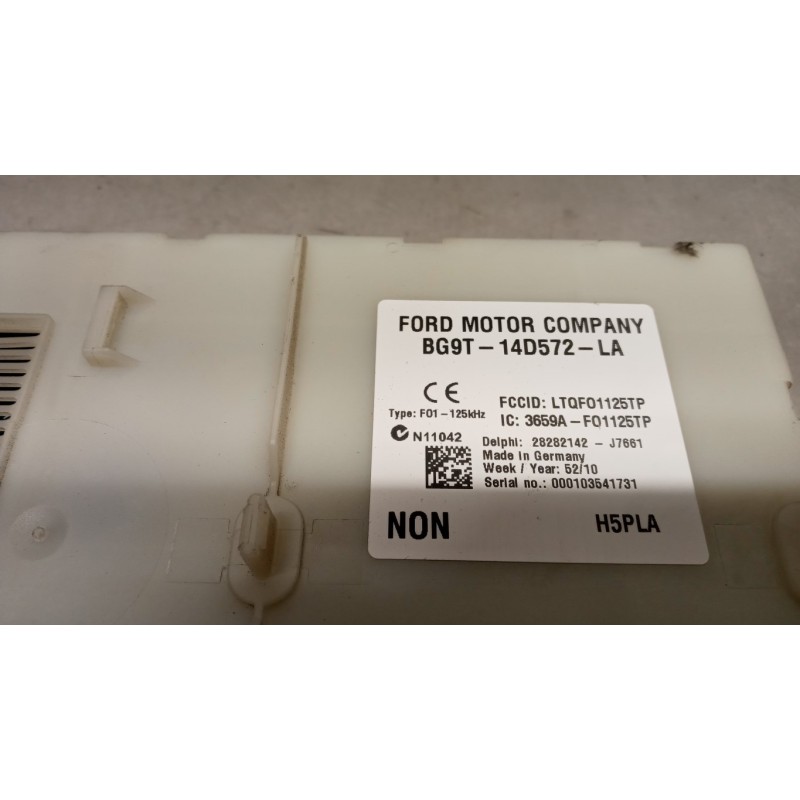 FORD MOTOR COMPANY
BG9T-14D572-LA
CE
Type: F01-125kHz
FCCID: LTQFO1125TP
IC: 3659A-FO1125TP
N11042
Delphi: 28282142 - J7661
Made in Germany
Week / Year: 52/10
Serial no.: 000103541731
NON
H5PLA